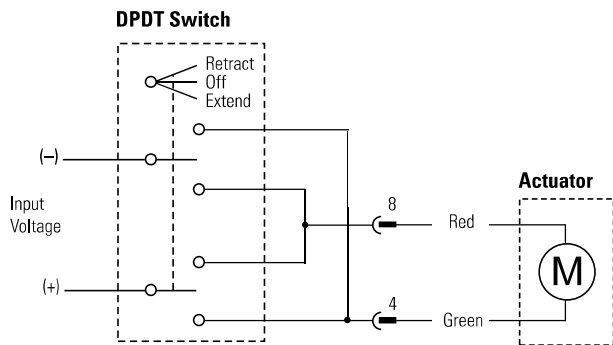 DPDT Switch
Retract
Off
Extend
(–)
Input
Voltage
(+)
8
Red
4
Green
Actuator
M